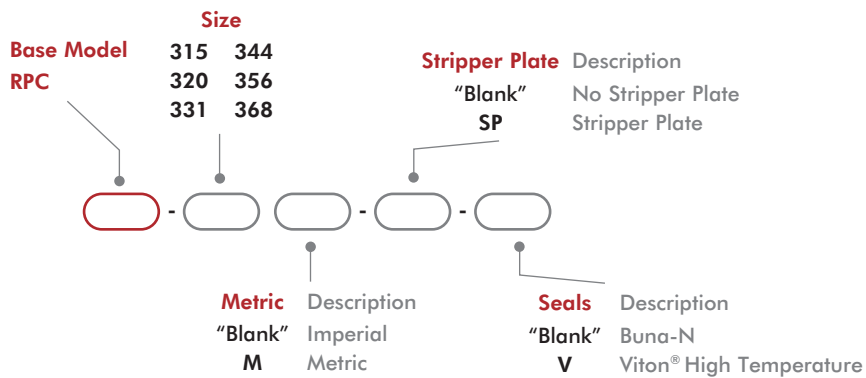 Size
Base Model
RPC
315 344
320 356
331 368
Stripper Plate Description
“Blank” No Stripper Plate
SP Stripper Plate
- - -
Metric Description
“Blank” Imperial
M Metric
Seals Description
“Blank” Buna-N
V Viton® High Temperature